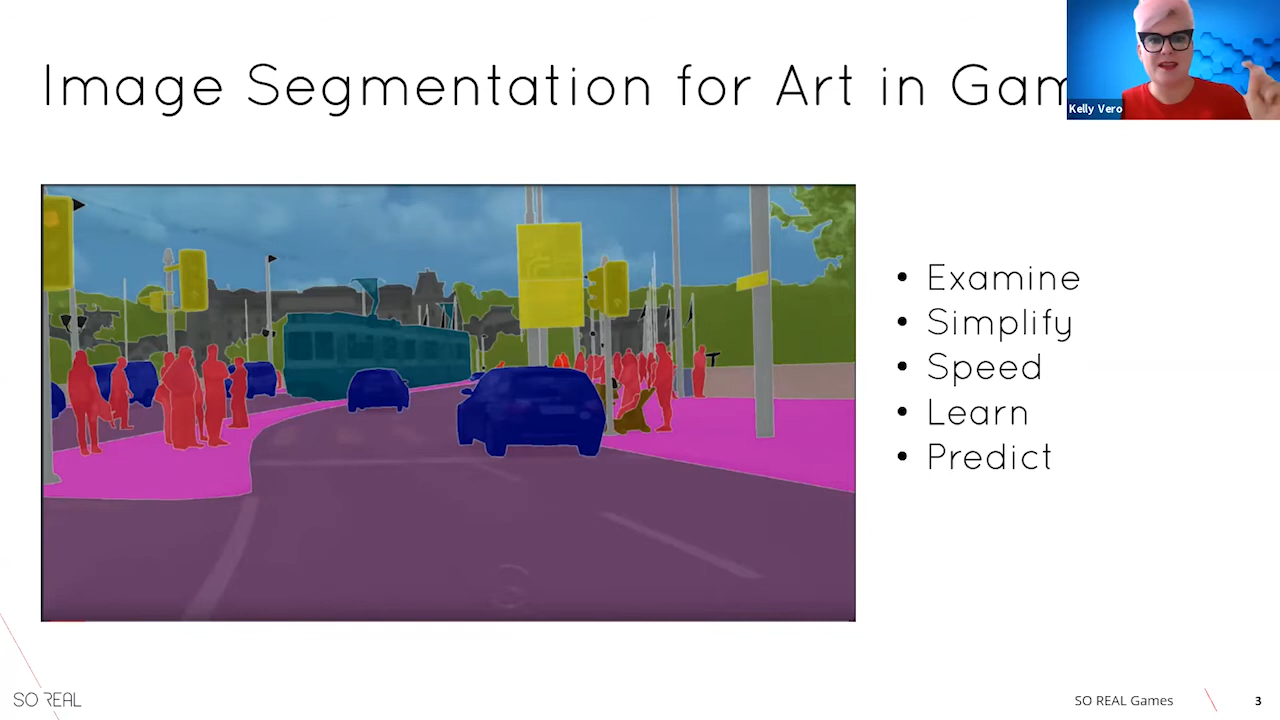 Image Segmentation for Art in Gam
Kelly Vero
• Examine
• Simplify
• Speed
• Learn
• Predict
SO REAL
SO REAL Games
3